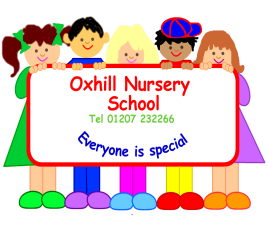 Oxhill Nursery
School
Tel 01207 232266
Everyone is special